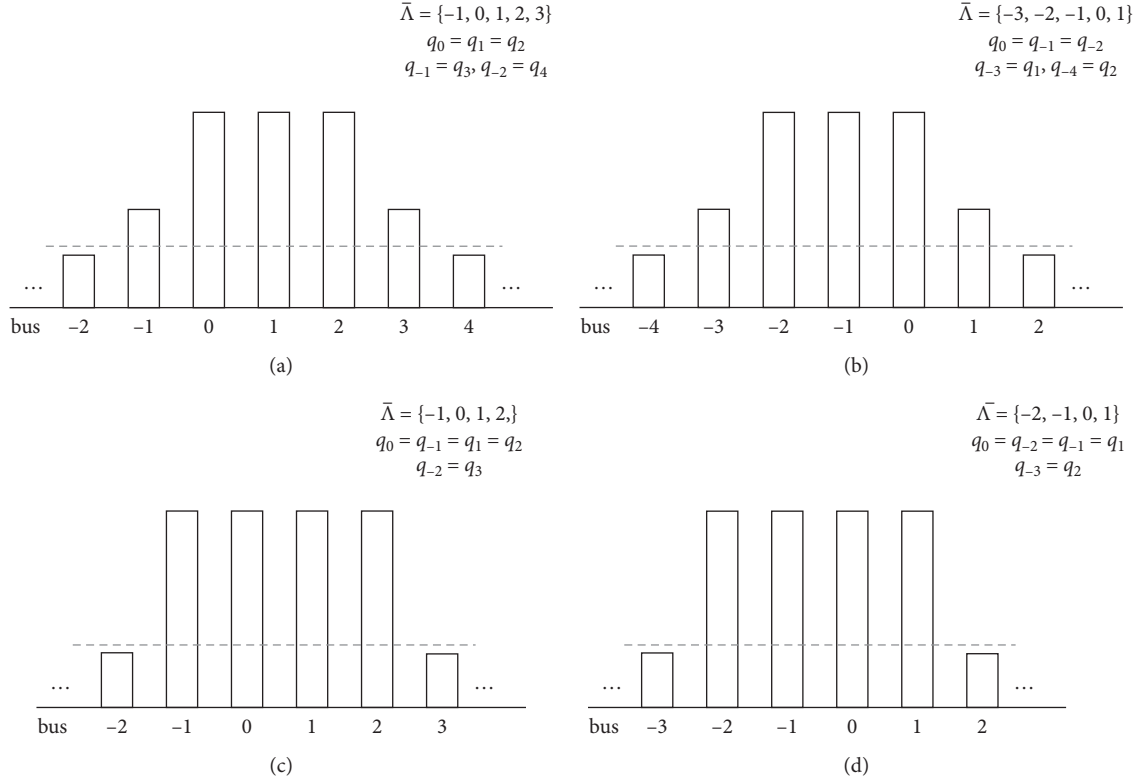 Λ̄ = {–1, 0, 1, 2, 3}
q₀ = q₁ = q₂
q₋₁ = q₃, q₋₂ = q₄
... ...
bus –2 –1 0 1 2 3 4
(a)
Λ̄ = {–3, –2, –1, 0, 1}
q₀ = q₋₁ = q₋₂
q₋₃ = q₁, q₋₄ = q₂
... ...
bus –4 –3 –2 –1 0 1 2
(b)
Λ̄ = {–1, 0, 1, 2,}
q₀ = q₋₁ = q₁ = q₂
q₋₂ = q₃
... ...
bus –2 –1 0 1 2 3
(c)
Λ̄ = {–2, –1, 0, 1}
q₀ = q₋₂ = q₋₁ = q₁
q₋₃ = q₂
... ...
bus –3 –2 –1 0 1 2
(d)